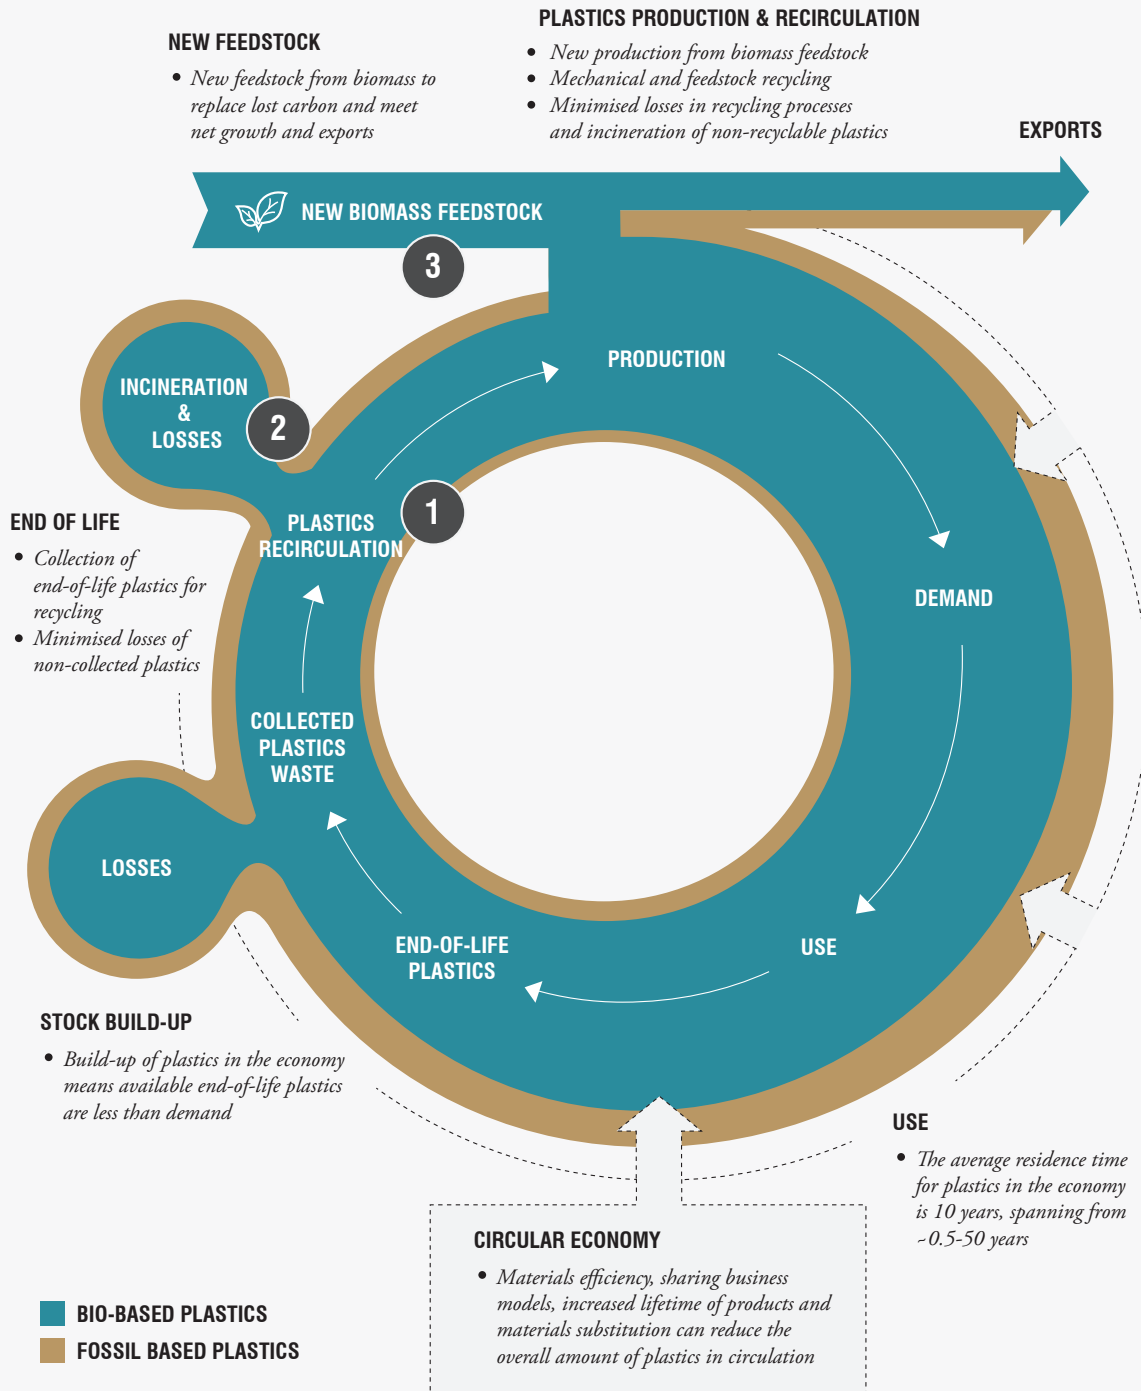 PLASTICS PRODUCTION & RECIRCULATION
• New production from biomass feedstock
• Mechanical and feedstock recycling
• Minimised losses in recycling processes
and incineration of non-recyclable plastics
NEW FEEDSTOCK
• New feedstock from biomass to
replace lost carbon and meet
net growth and exports
EXPORTS
NEW BIOMASS FEEDSTOCK
3
PRODUCTION
INCINERATION
&
LOSSES
2
1
PLASTICS
RECIRCULATION
END OF LIFE
• Collection of
end-of-life plastics for
recycling
• Minimised losses of
non-collected plastics
DEMAND
COLLECTED
PLASTICS
WASTE
LOSSES
END-OF-LIFE
PLASTICS
USE
STOCK BUILD-UP
• Build-up of plastics in the economy
means available end-of-life plastics
are less than demand
USE
• The average residence time
for plastics in the economy
is 10 years, spanning from
~0.5-50 years
CIRCULAR ECONOMY
• Materials efficiency, sharing business
models, increased lifetime of products and
materials substitution can reduce the
overall amount of plastics in circulation
BIO-BASED PLASTICS
FOSSIL BASED PLASTICS